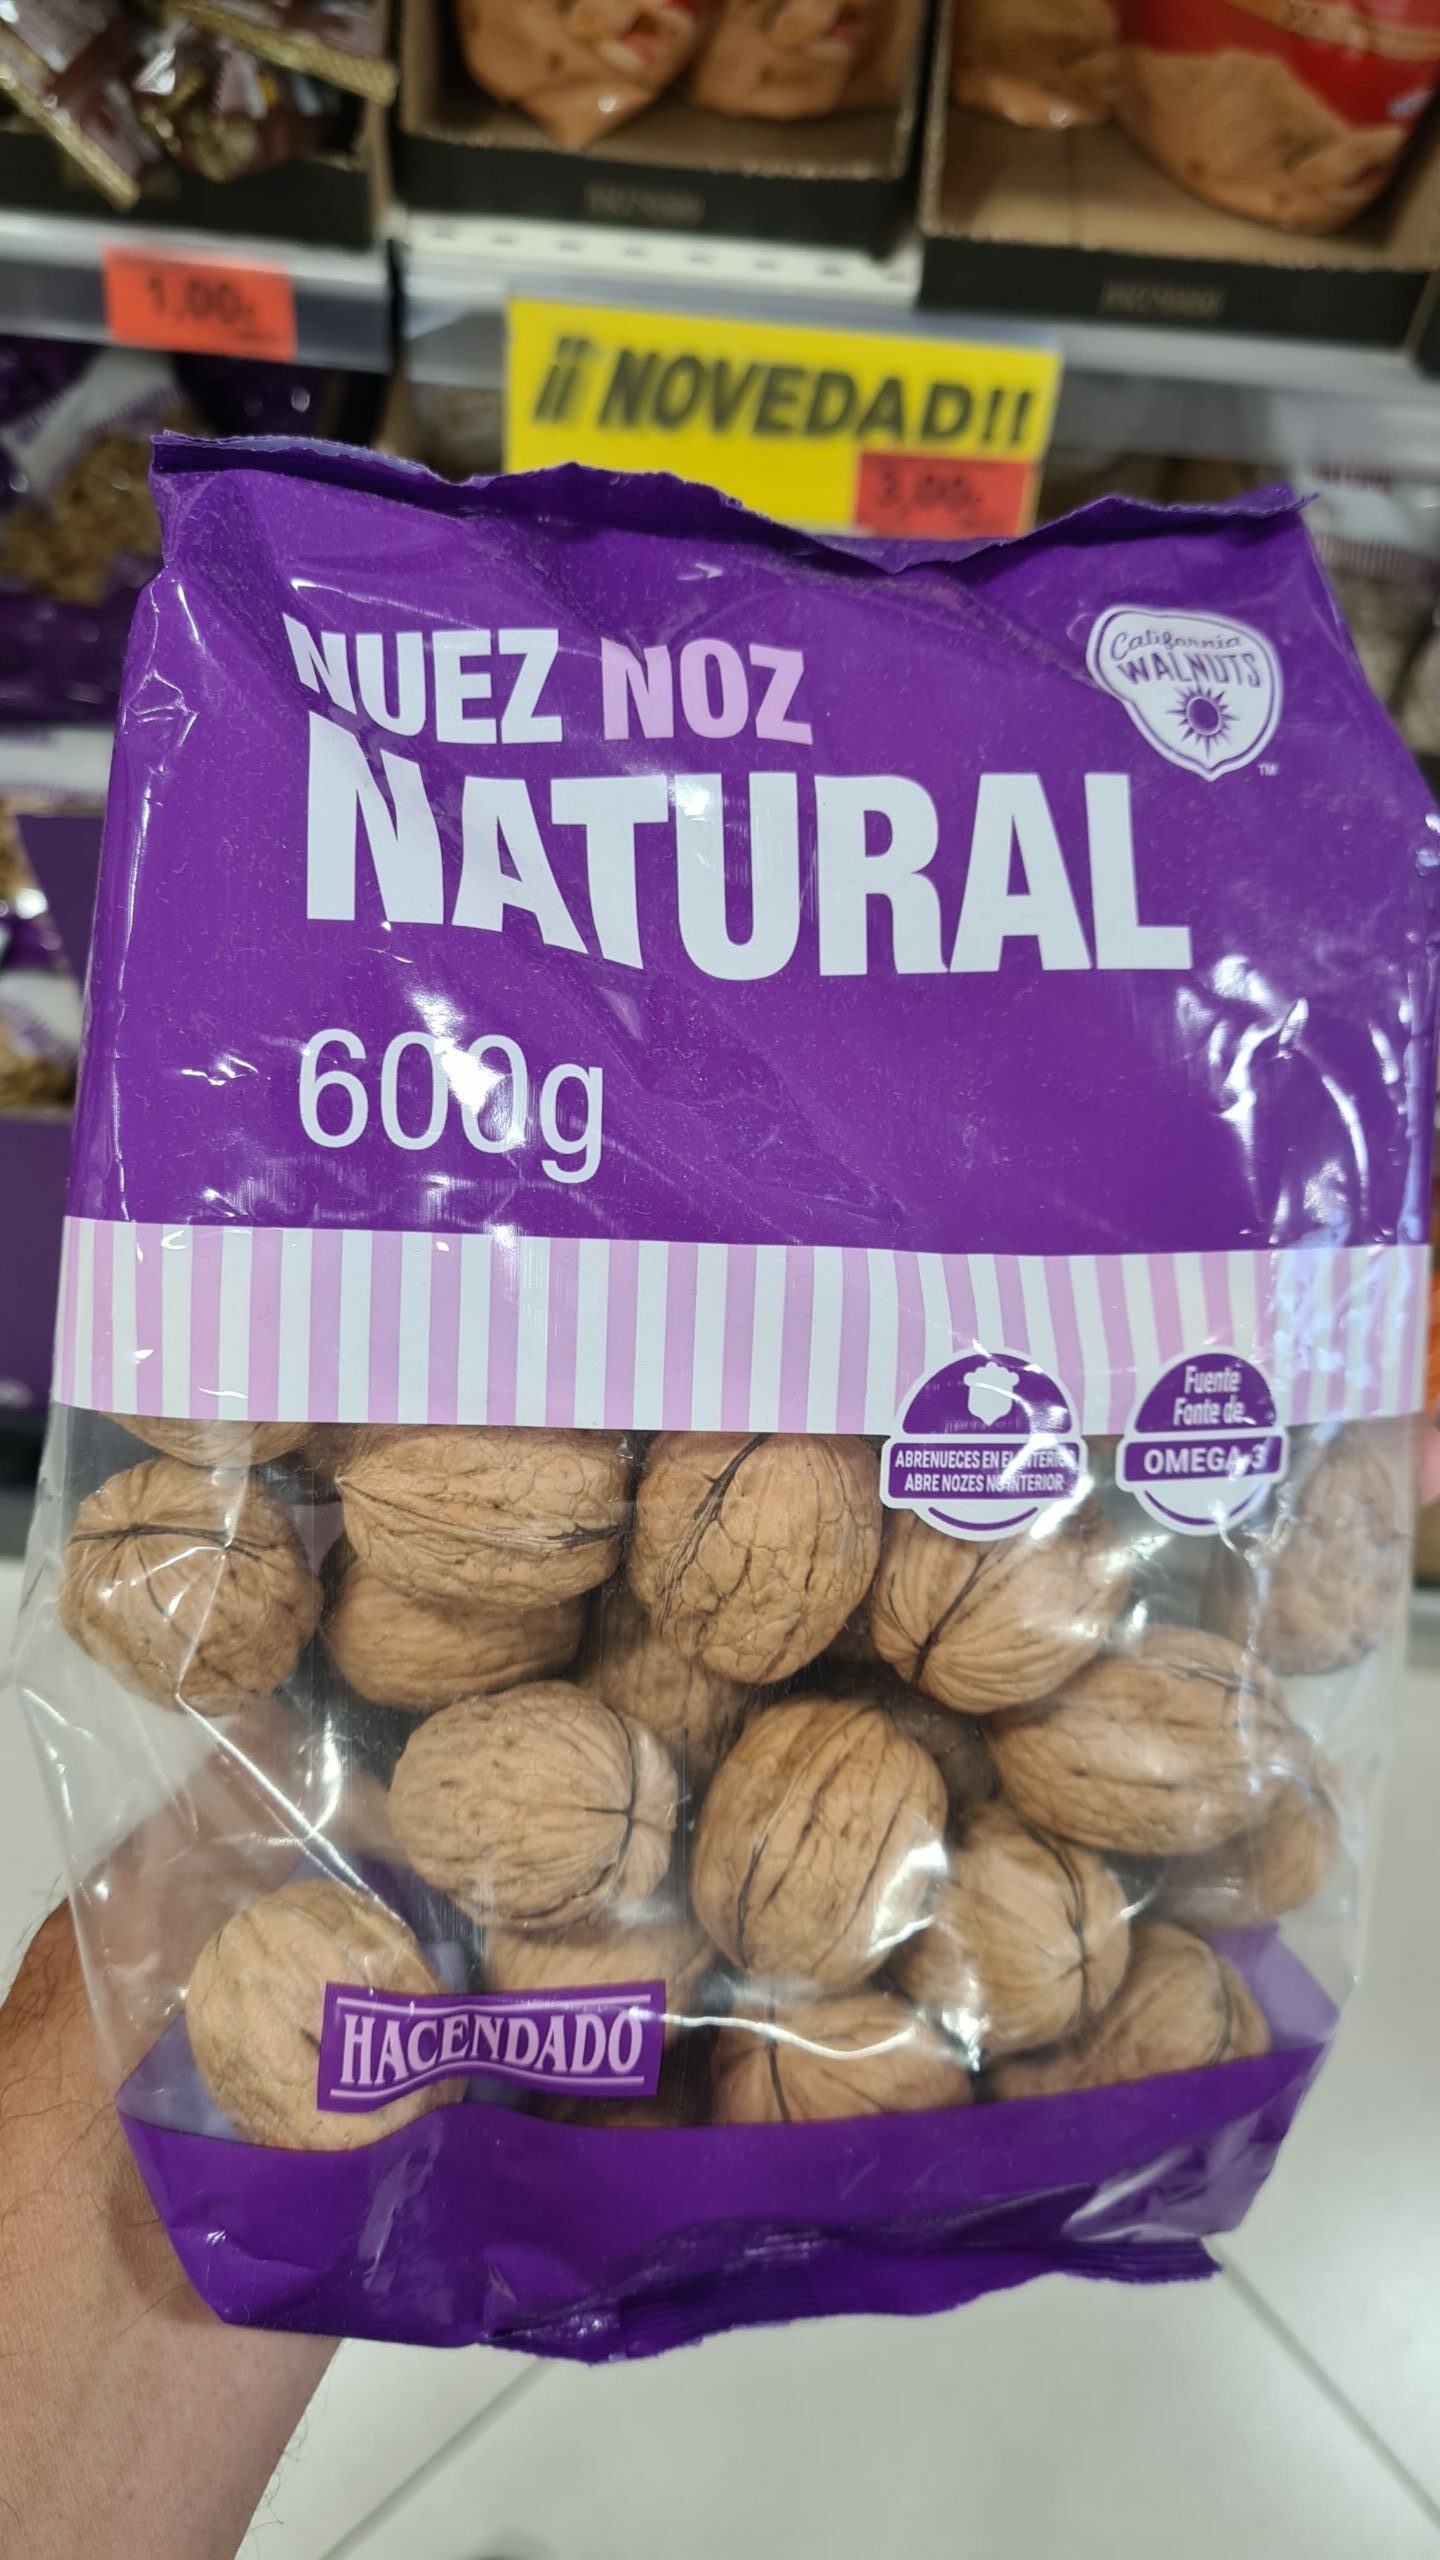 1,00€
¡¡NOVEDAD!!
3,00€
NUEZ NOZ
NATURAL
California
WALNUTS
™
600g
Fuente
Fonte de
OMEGA-3
ABRENUECES EN EL INTERIOR
ABRE NOZES NO INTERIOR
HACENDADO